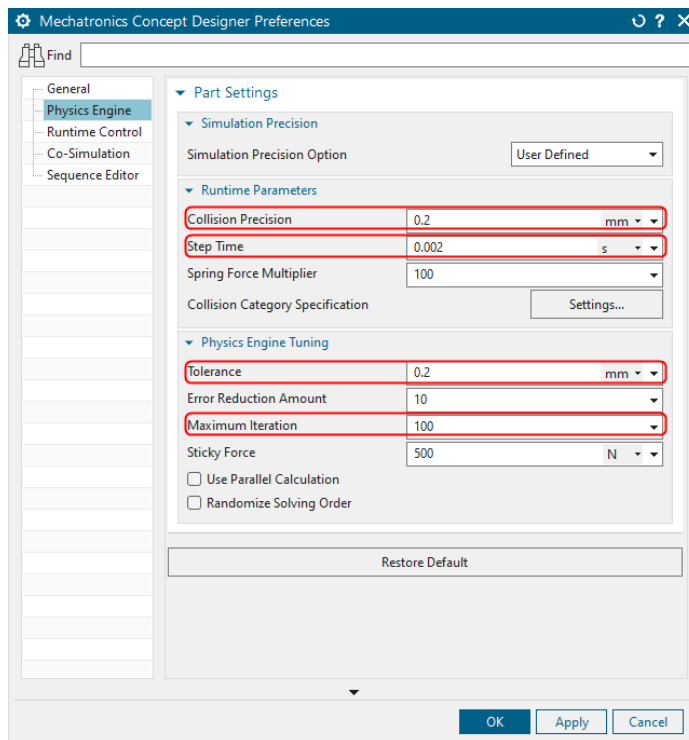 Mechatronics Concept Designer Preferences
Find
General
Physics Engine
Runtime Control
Co-Simulation
Sequence Editor
Part Settings
Simulation Precision
Simulation Precision Option User Defined
Runtime Parameters
Collision Precision 0.2 mm
Step Time 0.002 s
Spring Force Multiplier 100
Collision Category Specification Settings...
Physics Engine Tuning
Tolerance 0.2 mm
Error Reduction Amount 10
Maximum Iteration 100
Sticky Force 500 N
Use Parallel Calculation
Randomize Solving Order
Restore Default
OK Apply Cancel